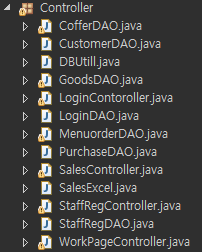 Controller
CofferDAO.java
CustomerDAO.java
DBUtill.java
GoodsDAO.java
LoginContoroller.java
LoginDAO.java
MenuorderDAO.java
PurchaseDAO.java
SalesController.java
SalesExcel.java
StaffRegController.java
StaffRegDAO.java
WorkPageController.java